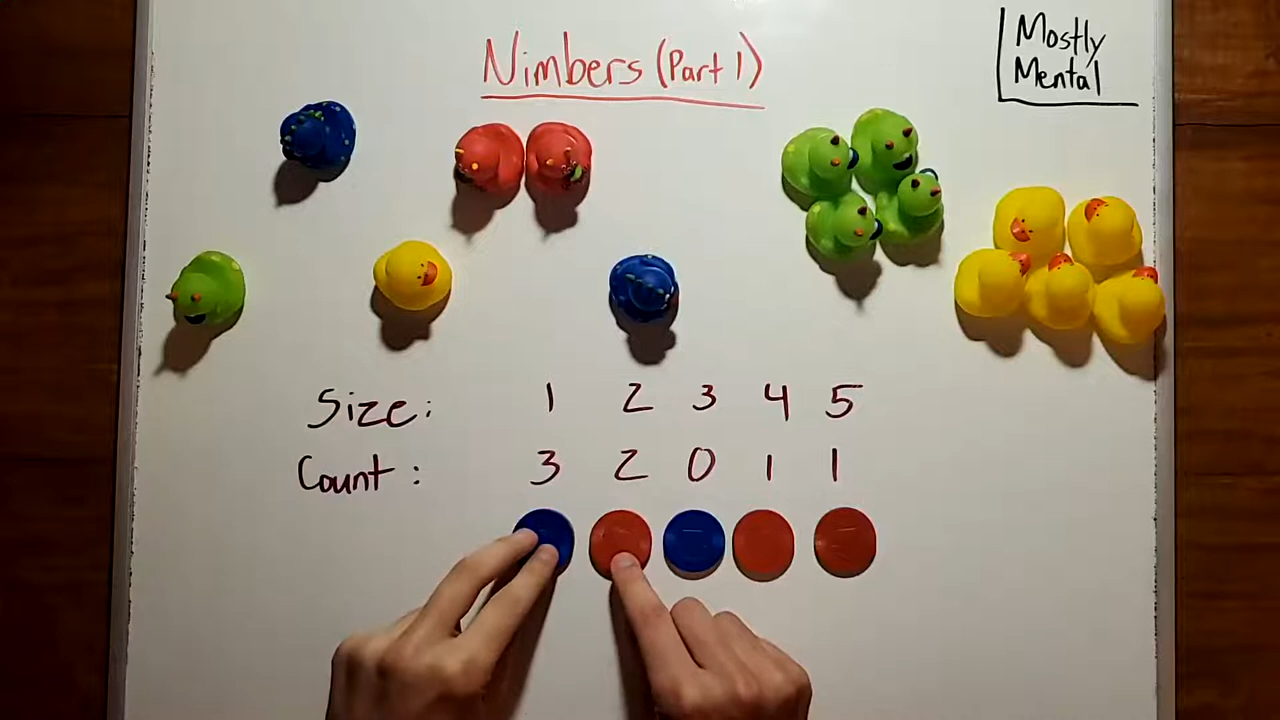 Nimbers (Part 1)
Mostly
Mental
Size: 1 2 3 4 5
Count: 3 2 0 1 1